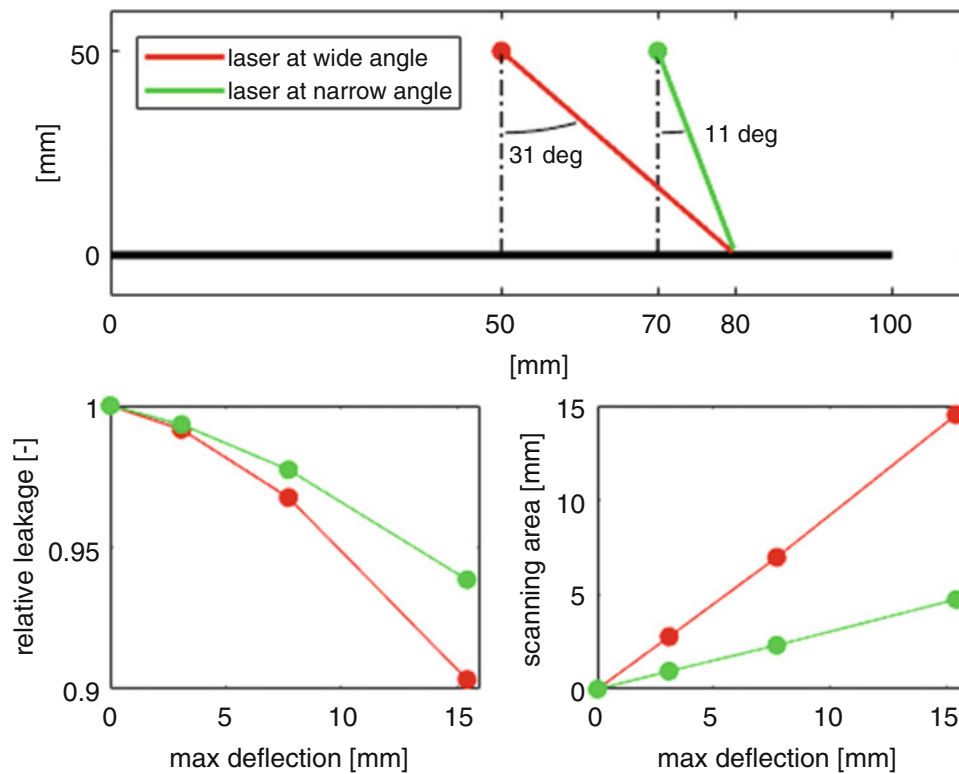 laser at wide angle
laser at narrow angle
50
0
[mm]
31 deg
11 deg
0
50
70
80
100
[mm]
1
0.95
0.9
relative leakage [-]
0
5
10
15
max deflection [mm]
15
10
5
0
scanning area [mm]
0
5
10
15
max deflection [mm]